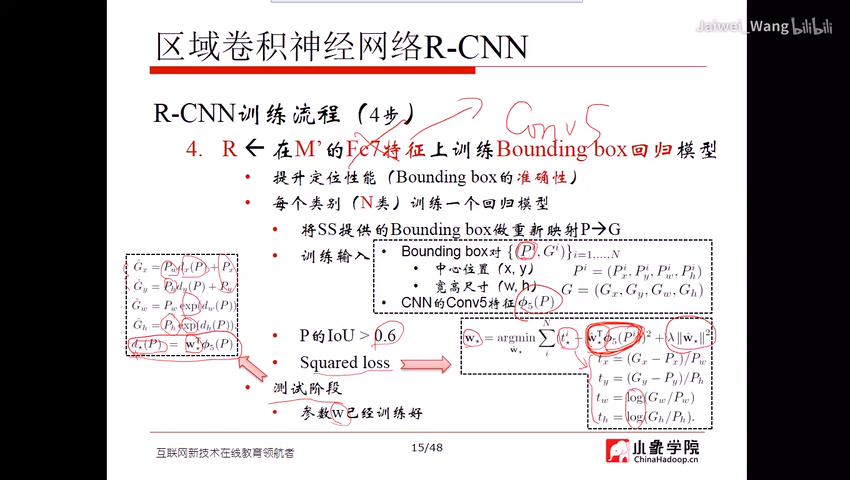 Jaiwei_Wang bilibili
区域卷积神经网络R-CNN
R-CNN训练流程（4步）
Conv5
4. R ← 在M’的Fc7特征上训练Bounding box回归模型
• 提升定位性能（Bounding box的准确性）
• 每个类别（N类）训练一个回归模型
• 将SS提供的Bounding box做重新映射P→G
• 训练输入
• Bounding box对 {(P^i, G^i)}_{i=1,...,N}
• 中心位置（x, y） P^i = (P^i_x, P^i_y, P^i_w, P^i_h)
• 宽高尺寸（w, h） G = (G_x, G_y, G_w, G_h)
• CNN的Conv5特征 ϕ_5(P)
Ĝ_x = P_w d_x(P) + P_x
Ĝ_y = P_h d_y(P) + P_y
Ĝ_w = P_w exp(d_w(P))
Ĝ_h = P_h exp(d_h(P))
d_⋆(P) = w_⋆^T ϕ_5(P)
• P的IoU > 0.6
• Squared loss
w_⋆ = argmin_{ŵ_⋆} ∑_i^N (t^i_⋆ - ŵ_⋆^T ϕ_5(P^i))^2 + λ‖ŵ_⋆‖^2
t_x = (G_x − P_x)/P_w
t_y = (G_y − P_y)/P_h
t_w = log(G_w/P_w)
t_h = log(G_h/P_h).
• 测试阶段
• 参数w已经训练好
互联网新技术在线教育领航者
15/48
小象学院
ChinaHadoop.cn